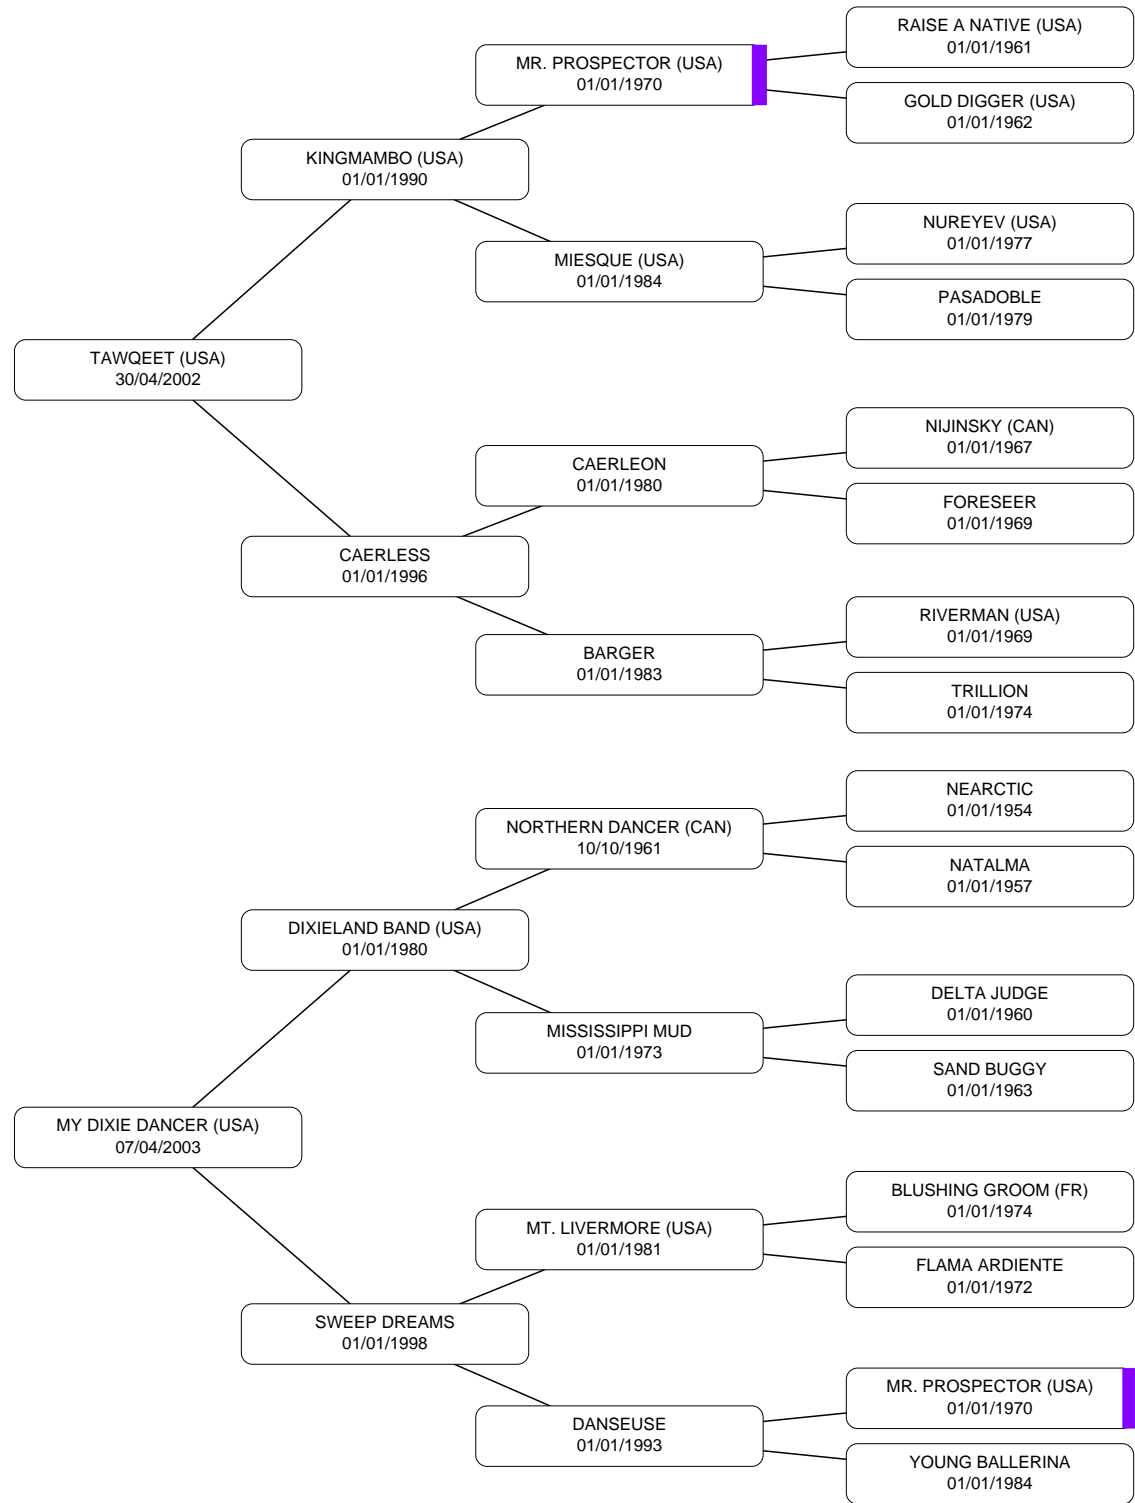 RAISE A NATIVE (USA)
01/01/1961
MR. PROSPECTOR (USA)
01/01/1970
GOLD DIGGER (USA)
01/01/1962
KINGMAMBO (USA)
01/01/1990
NUREYEV (USA)
01/01/1977
MIESQUE (USA)
01/01/1984
PASADOBLE
01/01/1979
TAWQEET (USA)
30/04/2002
NIJINSKY (CAN)
01/01/1967
CAERLEON
01/01/1980
FORESEER
01/01/1969
CAERLESS
01/01/1996
RIVERMAN (USA)
01/01/1969
BARGER
01/01/1983
TRILLION
01/01/1974
NEARCTIC
01/01/1954
NORTHERN DANCER (CAN)
10/10/1961
NATALMA
01/01/1957
DIXIELAND BAND (USA)
01/01/1980
DELTA JUDGE
01/01/1960
MISSISSIPPI MUD
01/01/1973
SAND BUGGY
01/01/1963
MY DIXIE DANCER (USA)
07/04/2003
BLUSHING GROOM (FR)
01/01/1974
MT. LIVERMORE (USA)
01/01/1981
FLAMA ARDIENTE
01/01/1972
SWEEP DREAMS
01/01/1998
MR. PROSPECTOR (USA)
01/01/1970
DANSEUSE
01/01/1993
YOUNG BALLERINA
01/01/1984